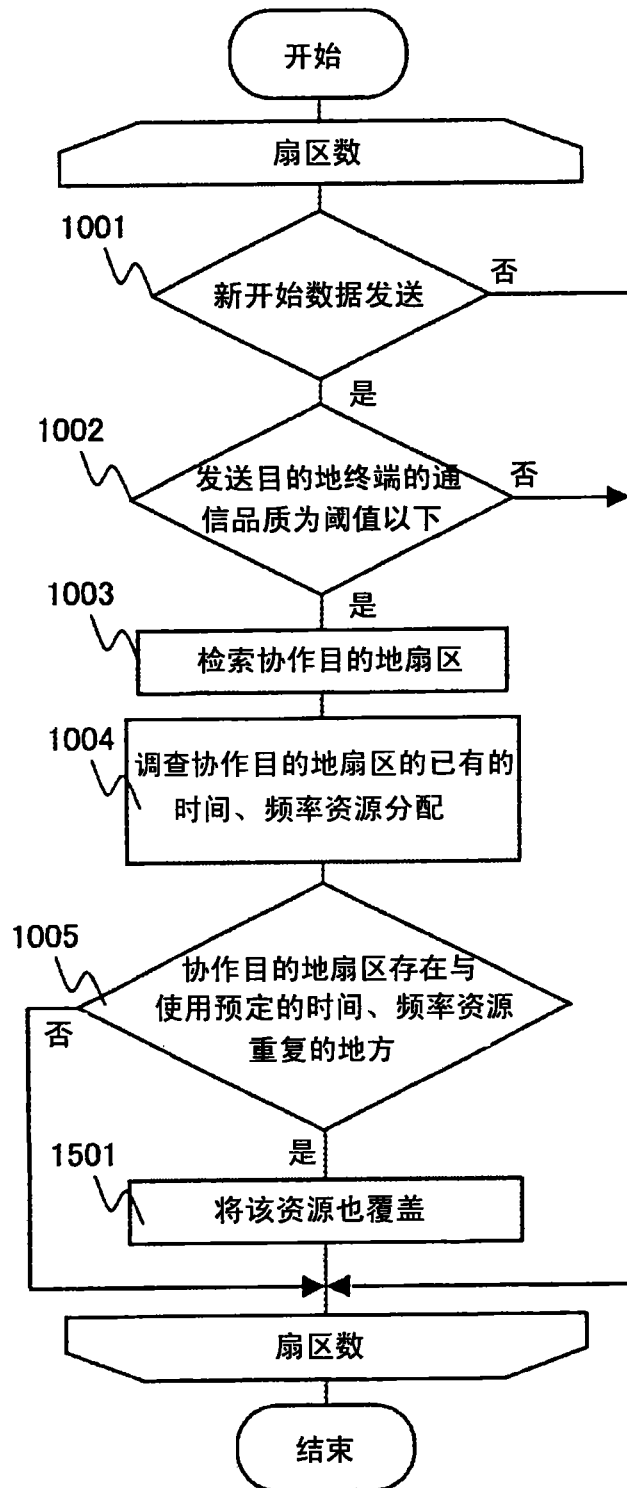 开始
扇区数
1001
新开始数据发送
否
是
1002
发送目的地终端的通
信品质为阈值以下
否
是
1003
检索协作目的地扇区
1004
调查协作目的地扇区的已有的
时间、频率资源分配
1005
协作目的地扇区存在与
使用预定的时间、频率资源
重复的地方
否
是
1501
将该资源也覆盖
扇区数
结束